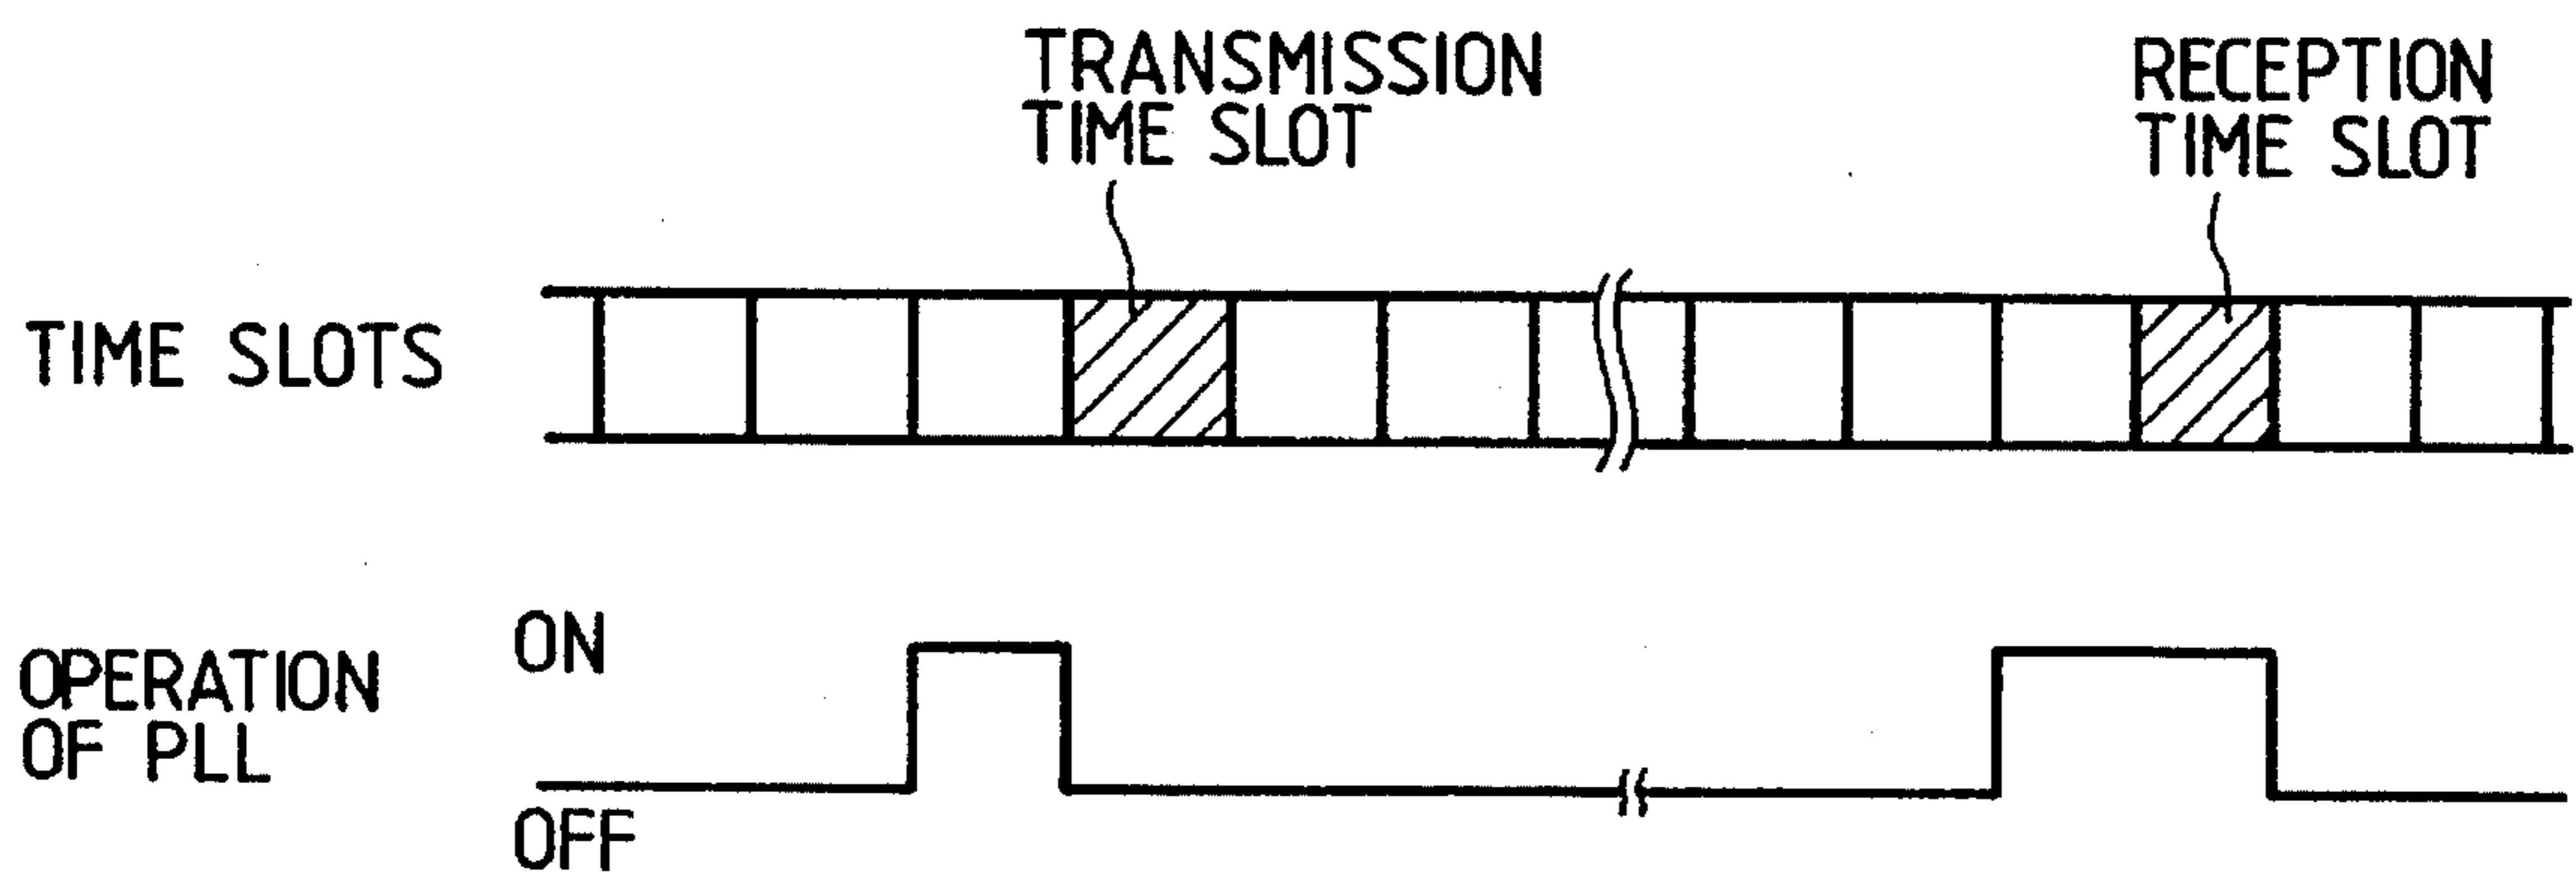 TRANSMISSION
TIME SLOT
RECEPTION
TIME SLOT
TIME SLOTS
ON
OPERATION
OF PLL
OFF